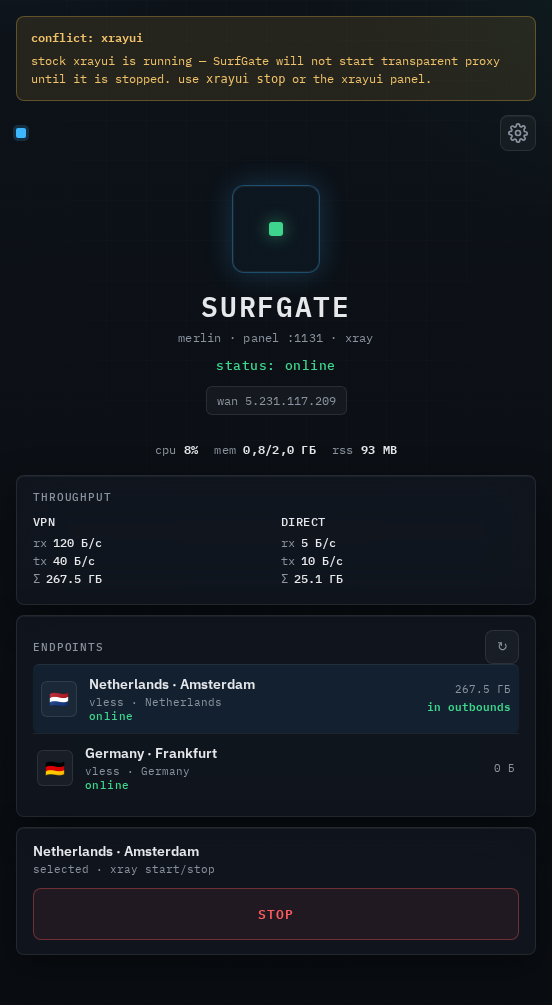 conflict: xrayui
stock xrayui is running — SurfGate will not start transparent proxy
until it is stopped. use xrayui stop or the xrayui panel.
SURFGATE
merlin · panel :1131 · xray
status: online
wan 5.231.117.209
cpu 8% mem 0,8/2,0 ГБ rss 93 MB
THROUGHPUT
VPN DIRECT
rx 120 Б/с rx 5 Б/с
tx 40 Б/с tx 10 Б/с
Σ 267.5 ГБ Σ 25.1 ГБ
ENDPOINTS ↻
Netherlands · Amsterdam 267.5 ГБ
vless · Netherlands in outbounds
online
Germany · Frankfurt
vless · Germany 0 Б
online
Netherlands · Amsterdam
selected · xray start/stop
STOP